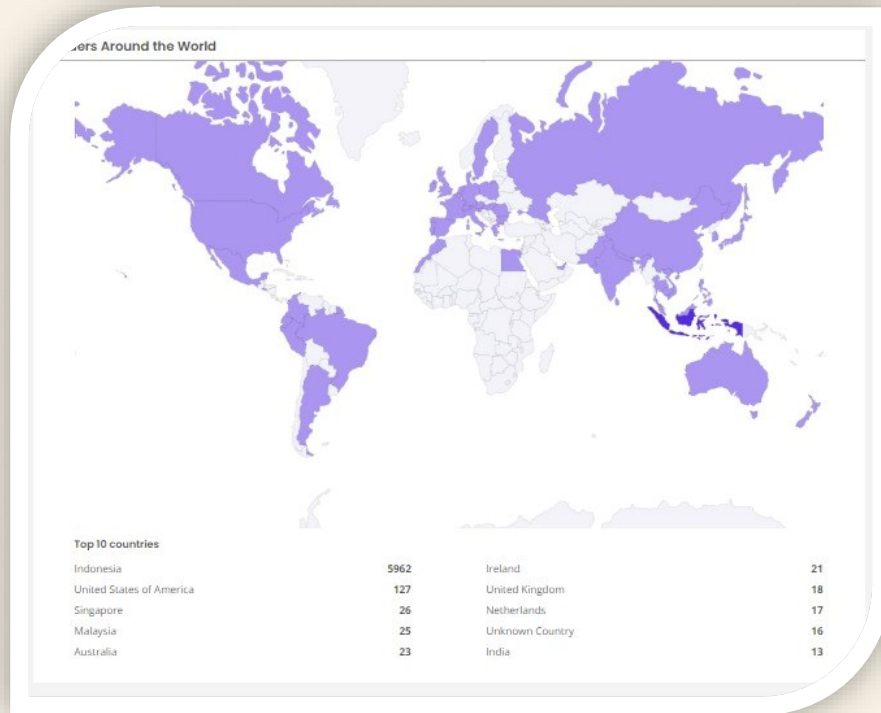 Around the World
Top 10 countries
Indonesia 5962
United States of America 127
Singapore 26
Malaysia 25
Australia 23
Ireland 21
United Kingdom 18
Netherlands 17
Unknown Country 16
India 13